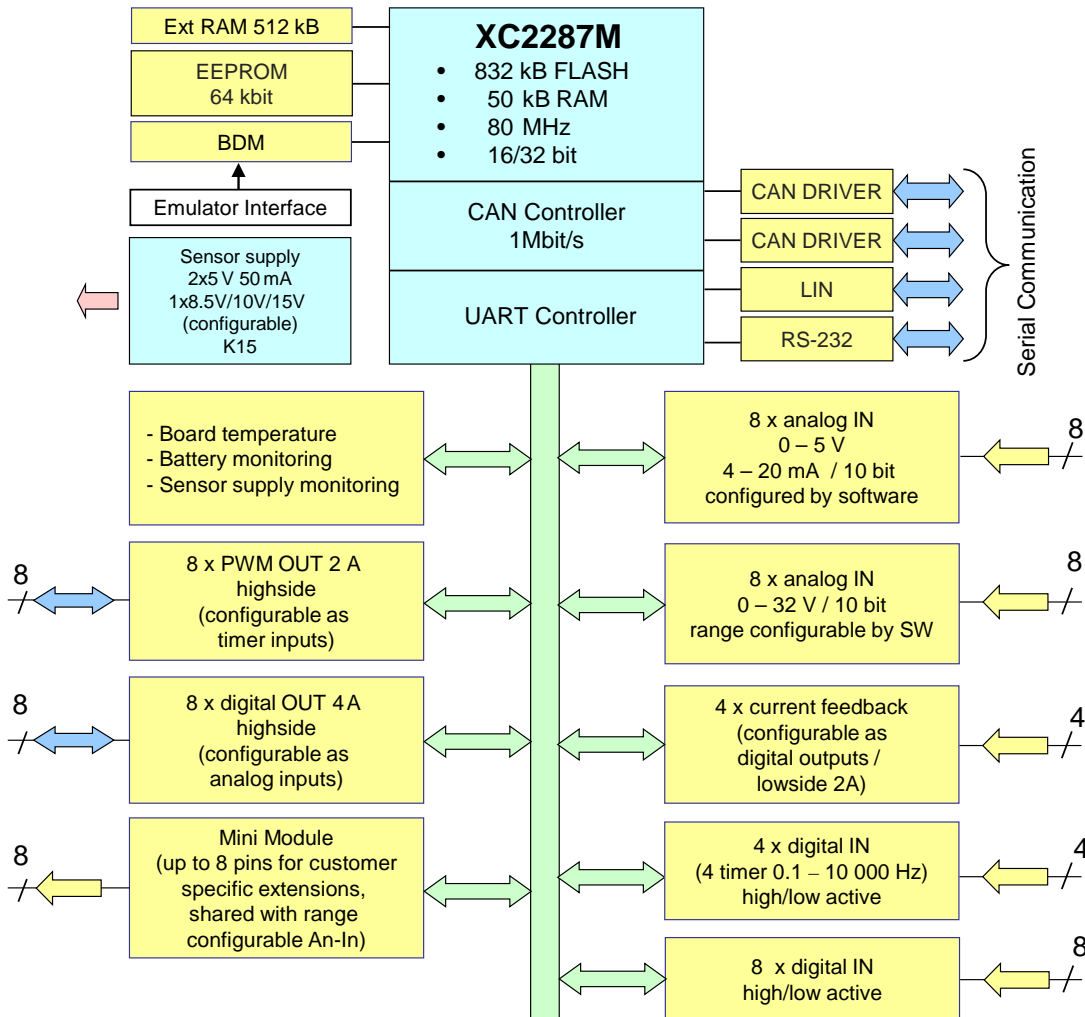 Ext RAM 512 kB
EEPROM
64 kbit
BDM
Emulator Interface
Sensor supply
2x5 V 50 mA
1x8.5V/10V/15V
(configurable)
K15
XC2287M
• 832 kB FLASH
• 50 kB RAM
• 80 MHz
• 16/32 bit
CAN Controller
1Mbit/s
UART Controller
CAN DRIVER
CAN DRIVER
LIN
RS-232
Serial Communication
- Board temperature
- Battery monitoring
- Sensor supply monitoring
8 x analog IN
0 – 5 V
4 – 20 mA / 10 bit
configured by software
8
8
8 x PWM OUT 2 A
highside
(configurable as
timer inputs)
8 x analog IN
0 – 32 V / 10 bit
range configurable by SW
8
8
8 x digital OUT 4 A
highside
(configurable as
analog inputs)
4 x current feedback
(configurable as
digital outputs /
lowside 2A)
4
8
Mini Module
(up to 8 pins for customer
specific extensions,
shared with range
configurable An-In)
4 x digital IN
(4 timer 0.1 – 10 000 Hz)
high/low active
4
8 x digital IN
high/low active
8